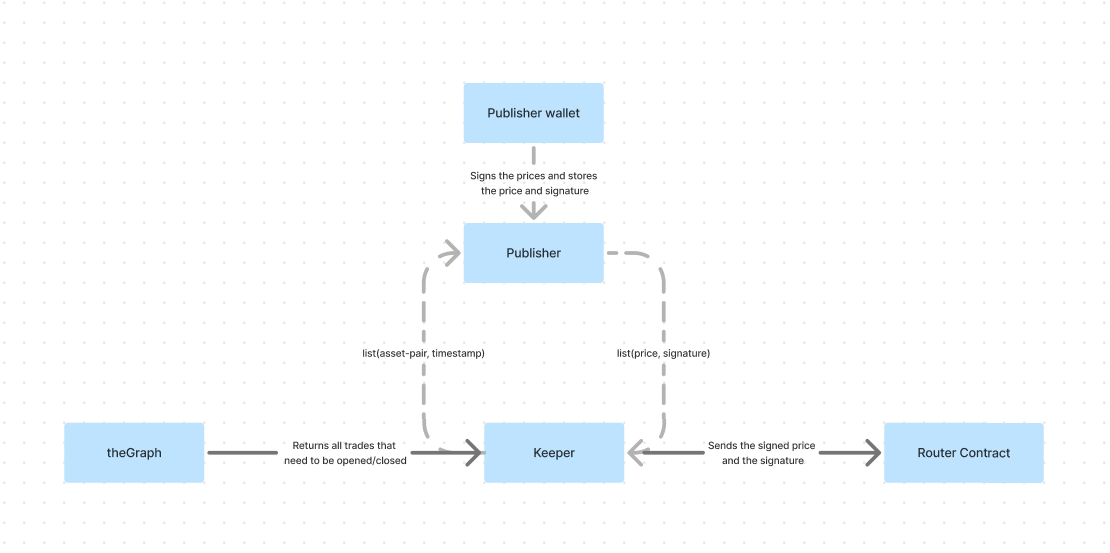 Publisher wallet
Signs the prices and stores
the price and signature
Publisher
list(asset-pair, timestamp)
list(price, signature)
theGraph
Returns all trades that
need to be opened/closed
Keeper
Sends the signed price
and the signature
Router Contract